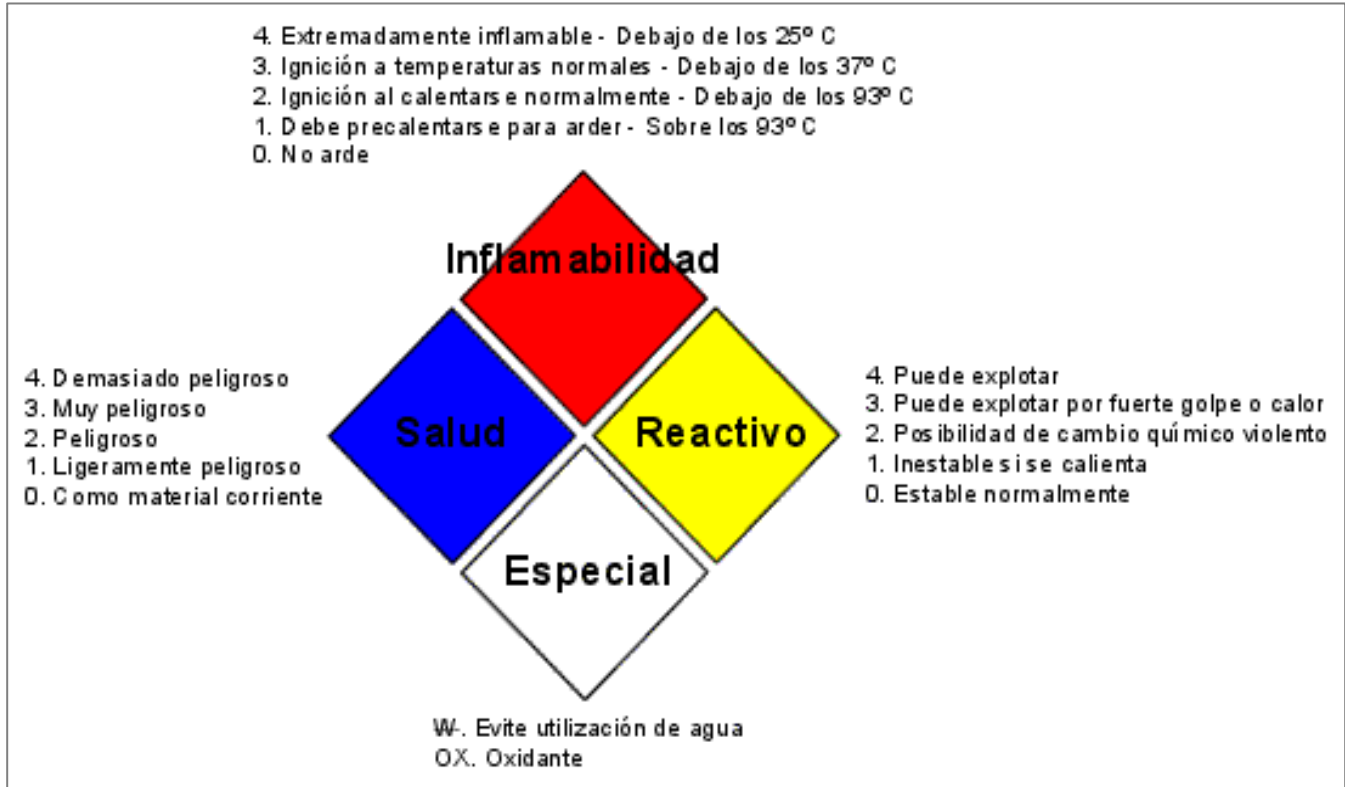 4. Extremadamente inflamable - Debajo de los 25º C
3. Ignición a temperaturas normales - Debajo de los 37º C
2. Ignición al calentarse normalmente - Debajo de los 93º C
1. Debe precalentarse para arder - Sobre los 93º C
0. No arde
Inflamabilidad
4. Demasiado peligroso
3. Muy peligroso
2. Peligroso
1. Ligeramente peligroso
0. Como material corriente
Salud
Reactivo
4. Puede explotar
3. Puede explotar por fuerte golpe o calor
2. Posibilidad de cambio químico violento
1. Inestable si se calienta
0. Estable normalmente
Especial
W-. Evite utilización de agua
OX. Oxidante